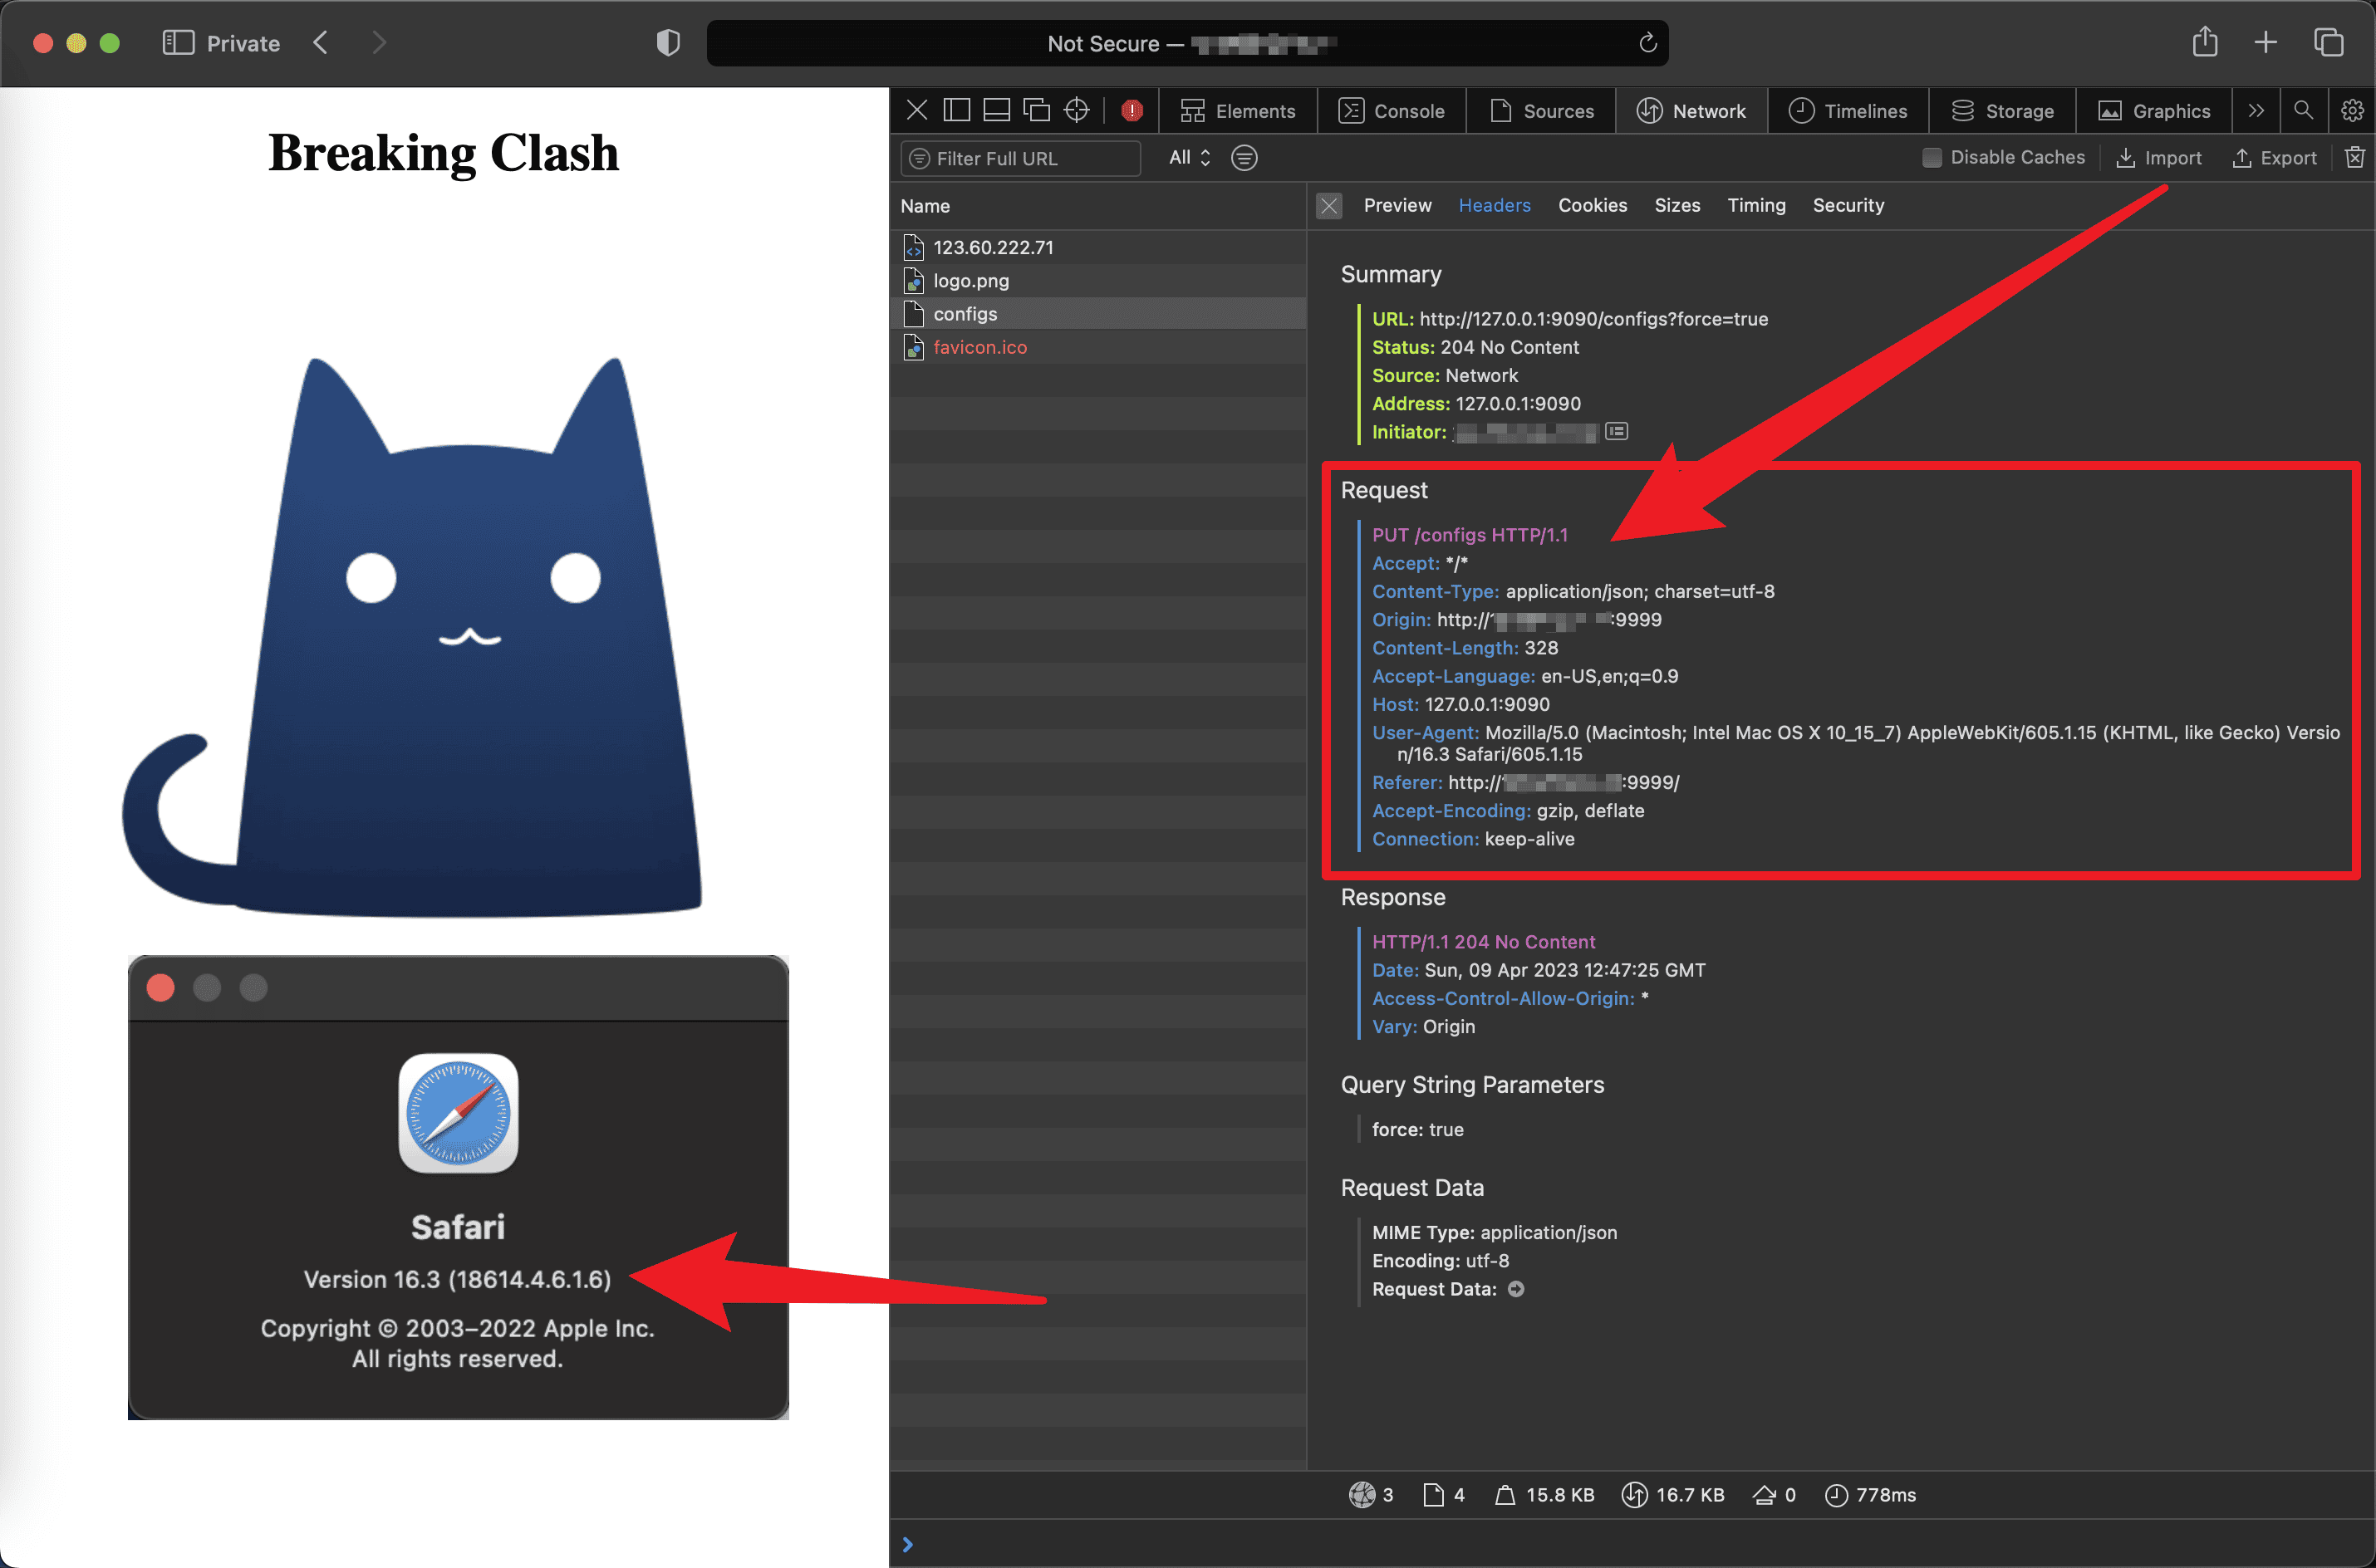 Private
Not Secure —
Breaking Clash
Elements
Console
Sources
Network
Timelines
Storage
Graphics
Filter Full URL
All
Disable Caches
Import
Export
Name
123.60.222.71
logo.png
configs
favicon.ico
Preview
Headers
Cookies
Sizes
Timing
Security
Summary
URL: http://127.0.0.1:9090/configs?force=true
Status: 204 No Content
Source: Network
Address: 127.0.0.1:9090
Initiator:
Request
PUT /configs HTTP/1.1
Accept: */*
Content-Type: application/json; charset=utf-8
Origin: http:// :9999
Content-Length: 328
Accept-Language: en-US,en;q=0.9
Host: 127.0.0.1:9090
User-Agent: Mozilla/5.0 (Macintosh; Intel Mac OS X 10_15_7) AppleWebKit/605.1.15 (KHTML, like Gecko) Versio
n/16.3 Safari/605.1.15
Referer: http:// :9999/
Accept-Encoding: gzip, deflate
Connection: keep-alive
Response
HTTP/1.1 204 No Content
Date: Sun, 09 Apr 2023 12:47:25 GMT
Access-Control-Allow-Origin: *
Vary: Origin
Query String Parameters
force: true
Request Data
MIME Type: application/json
Encoding: utf-8
Request Data:
Safari
Version 16.3 (18614.4.6.1.6)
Copyright © 2003–2022 Apple Inc.
All rights reserved.
3
4
15.8 KB
16.7 KB
0
778ms